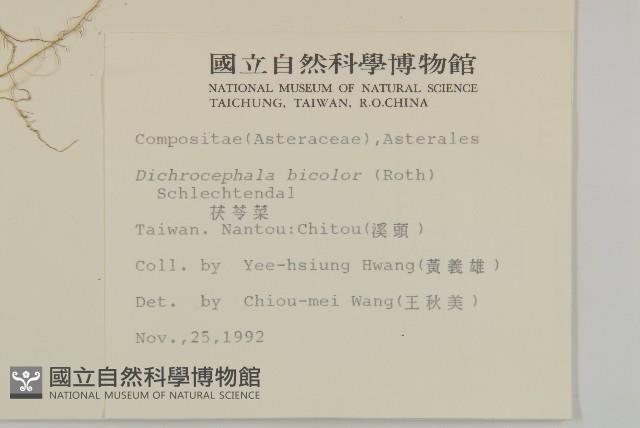 國立自然科學博物館
NATIONAL MUSEUM OF NATURAL SCIENCE
TAICHUNG, TAIWAN, R.O.CHINA
Compositae(Asteraceae),Asterales
Dichrocephala bicolor (Roth)
Schlechtendal
茯苓菜
Taiwan. Nantou:Chitou(溪頭)
Coll. by Yee-hsiung Hwang(黃義雄)
Det. by Chiou-mei Wang(王秋美)
Nov.,25,1992
國立自然科學博物館
NATIONAL MUSEUM OF NATURAL SCIENCE